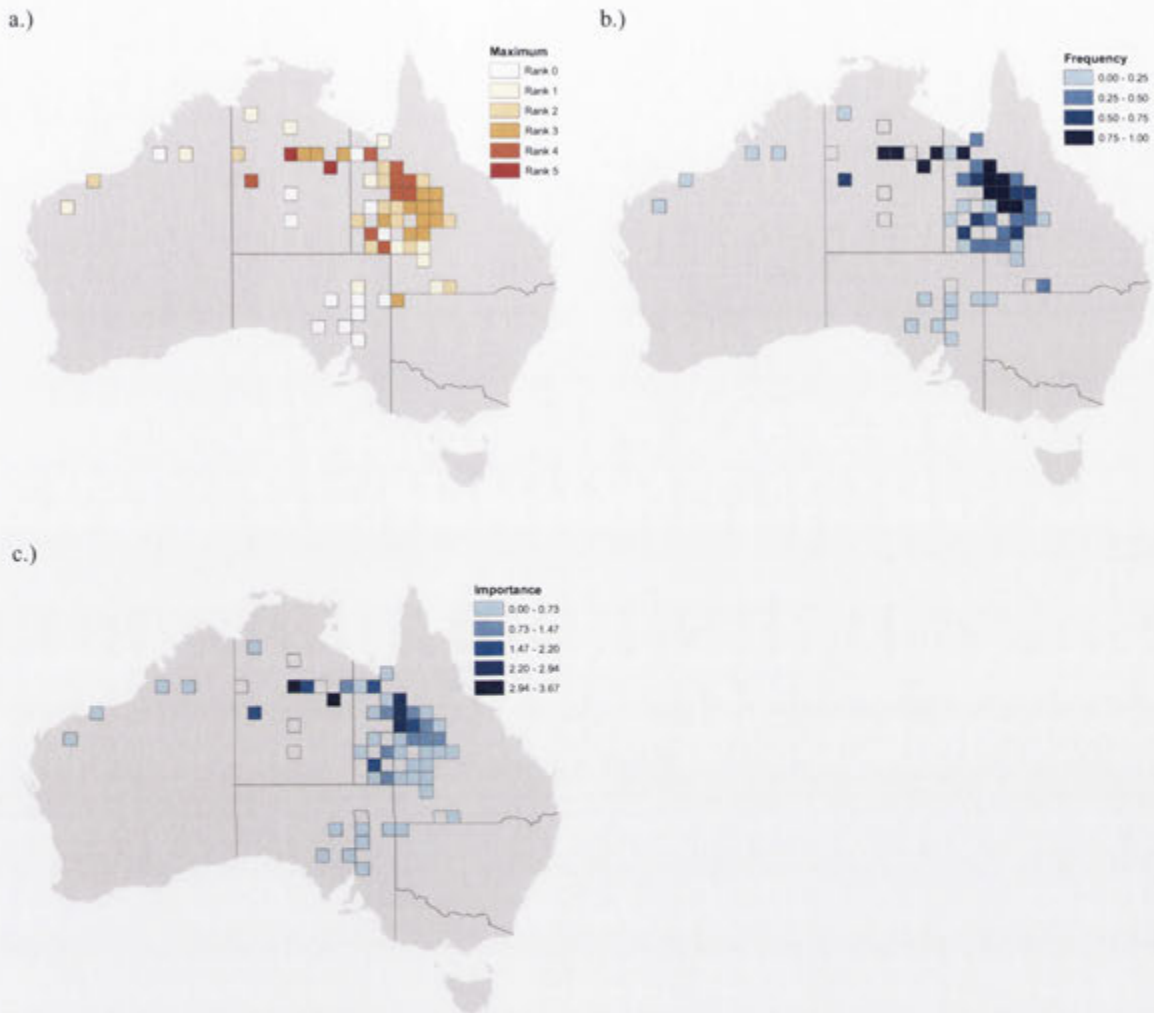 a.)
Maximum
Rank 0
Rank 1
Rank 2
Rank 3
Rank 4
Rank 5
b.)
Frequency
0.00 - 0.25
0.25 - 0.50
0.50 - 0.75
0.75 - 1.00
c.)
Importance
0.00 - 0.73
0.73 - 1.47
1.47 - 2.20
2.20 - 2.94
2.94 - 3.67